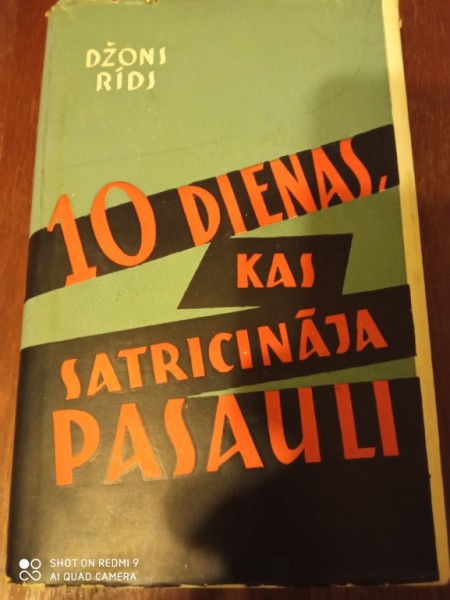 DŽONS
RĪDS
10 DIENAS,
KAS
SATRICINĀJA
PASAULI
SHOT ON REDMI 9
AI QUAD CAMERA